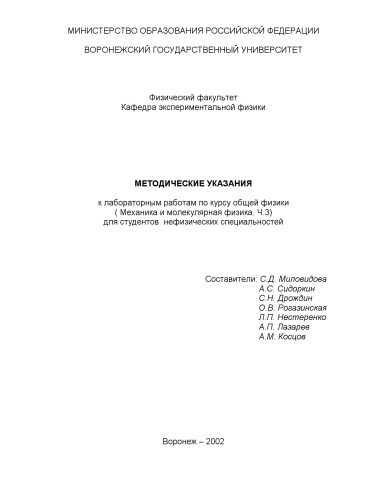 МИНИСТЕРСТВО ОБРАЗОВАНИЯ РОССИЙСКОЙ ФЕДЕРАЦИИ
ВОРОНЕЖСКИЙ ГОСУДАРСТВЕННЫЙ УНИВЕРСИТЕТ
Физический факультет
Кафедра экспериментальной физики
МЕТОДИЧЕСКИЕ УКАЗАНИЯ
к лабораторным работам по курсу общей физики
( Механика и молекулярная физика. Ч.3)
для студентов нефизических специальностей
Составители: С.Д. Миловидова
А.С. Сидоркин
С.Н. Дрождин
О.В. Рогазинская
Л.П. Нестеренко
А.П. Лазарев
А.М. Косцов
Воронеж – 2002